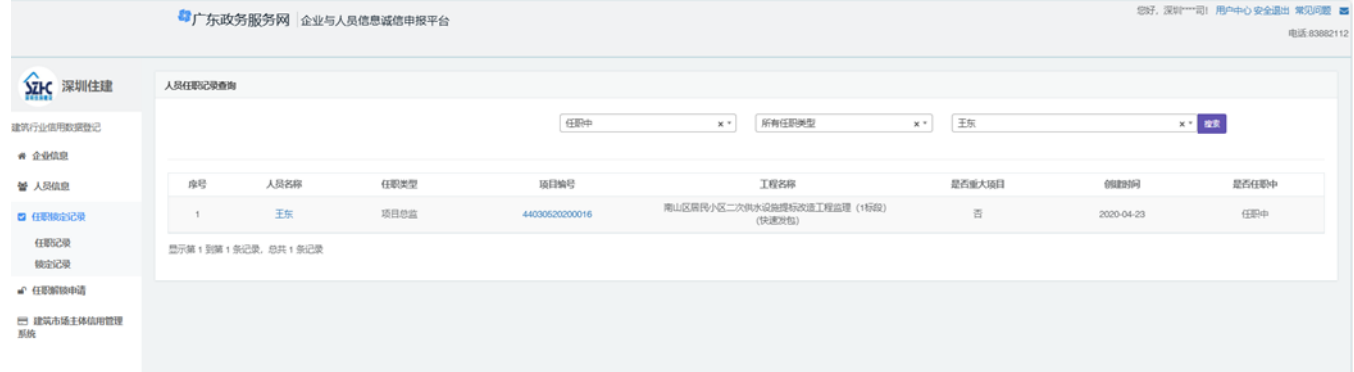 广东政务服务网 企业与人员信息诚信申报平台
您好，深圳****司！ 用户中心 安全退出 常见问题
电话:83882112
SZHC 深圳住建
建筑行业信用数据登记
企业信息
人员信息
任职锁定记录
任职记录
锁定记录
任职解锁申请
建筑市场主体信用管理
系统
人员任职记录查询
任职中 x 所有任职类型 x 王东 x 搜索
序号 人员名称 任职类型 项目编号 工程名称 是否重大项目 创建时间 是否任职中
1 王东 项目总监 44030520200016 南山区居民小区二次供水设施提标改造工程监理（1标段） 否 2020-04-23 任职中
(快速发包)
显示第 1 到第 1 条记录，总共 1 条记录